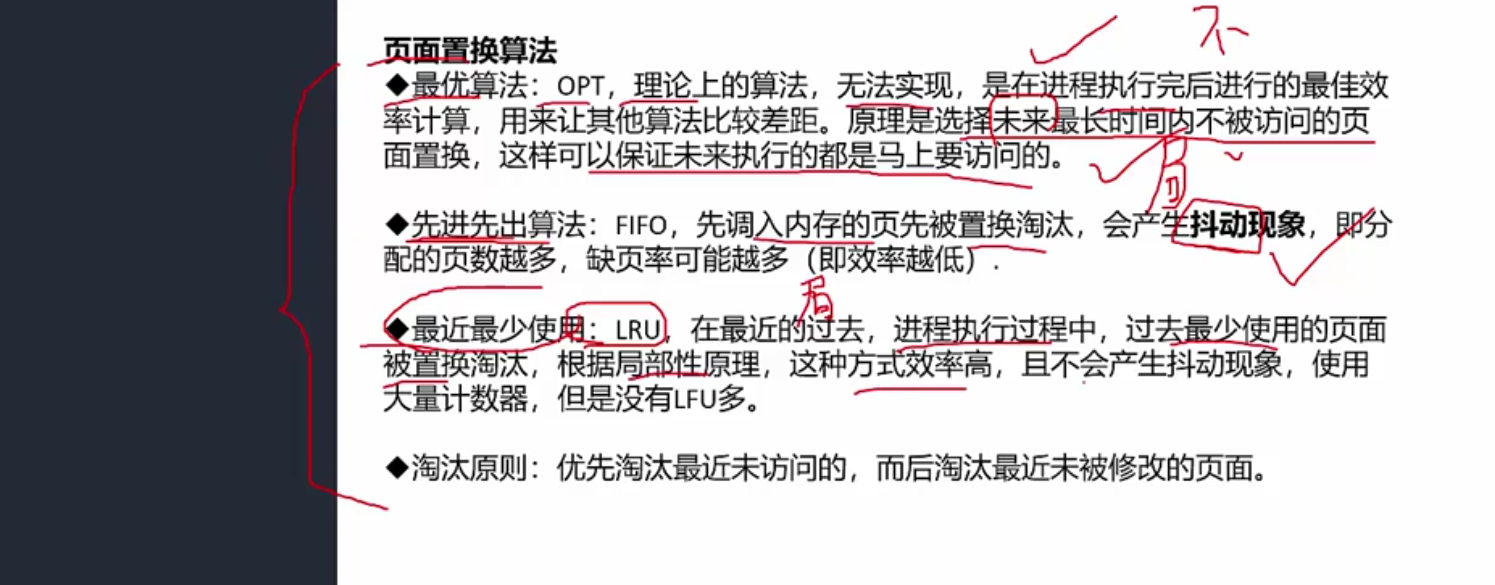 不
页面置换算法
◆最优算法：OPT，理论上的算法，无法实现，是在进程执行完后进行的最佳效
率计算，用来让其他算法比较差距。原理是选择未来最长时间内不被访问的页
面置换，这样可以保证未来执行的都是马上要访问的。
◆先进先出算法：FIFO，先调入内存的页先被置换淘汰，会产生抖动现象，即分
配的页数越多，缺页率可能越多（即效率越低）.
◆最近最少使用：LRU，在最近的过去，进程执行过程中，过去最少使用的页面
被置换淘汰，根据局部性原理，这种方式效率高，且不会产生抖动现象，使用
大量计数器，但是没有LFU多。
◆淘汰原则：优先淘汰最近未访问的，而后淘汰最近未被修改的页面。